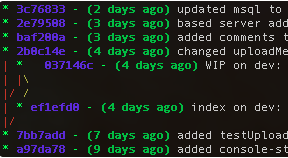 * 3c76833 - (2 days ago) updated msql to
* 2e79508 - (3 days ago) based server add
* baf200a - (3 days ago) added comments t
* 2b0c14e - (4 days ago) changed uploadMe
| *   037146c - (4 days ago) WIP on dev:
| |\
|/ /
| * ef1efd0 - (4 days ago) index on dev:
|/
* 7bb7add - (7 days ago) added testUpload
* a97da78 - (9 days ago) added console-st